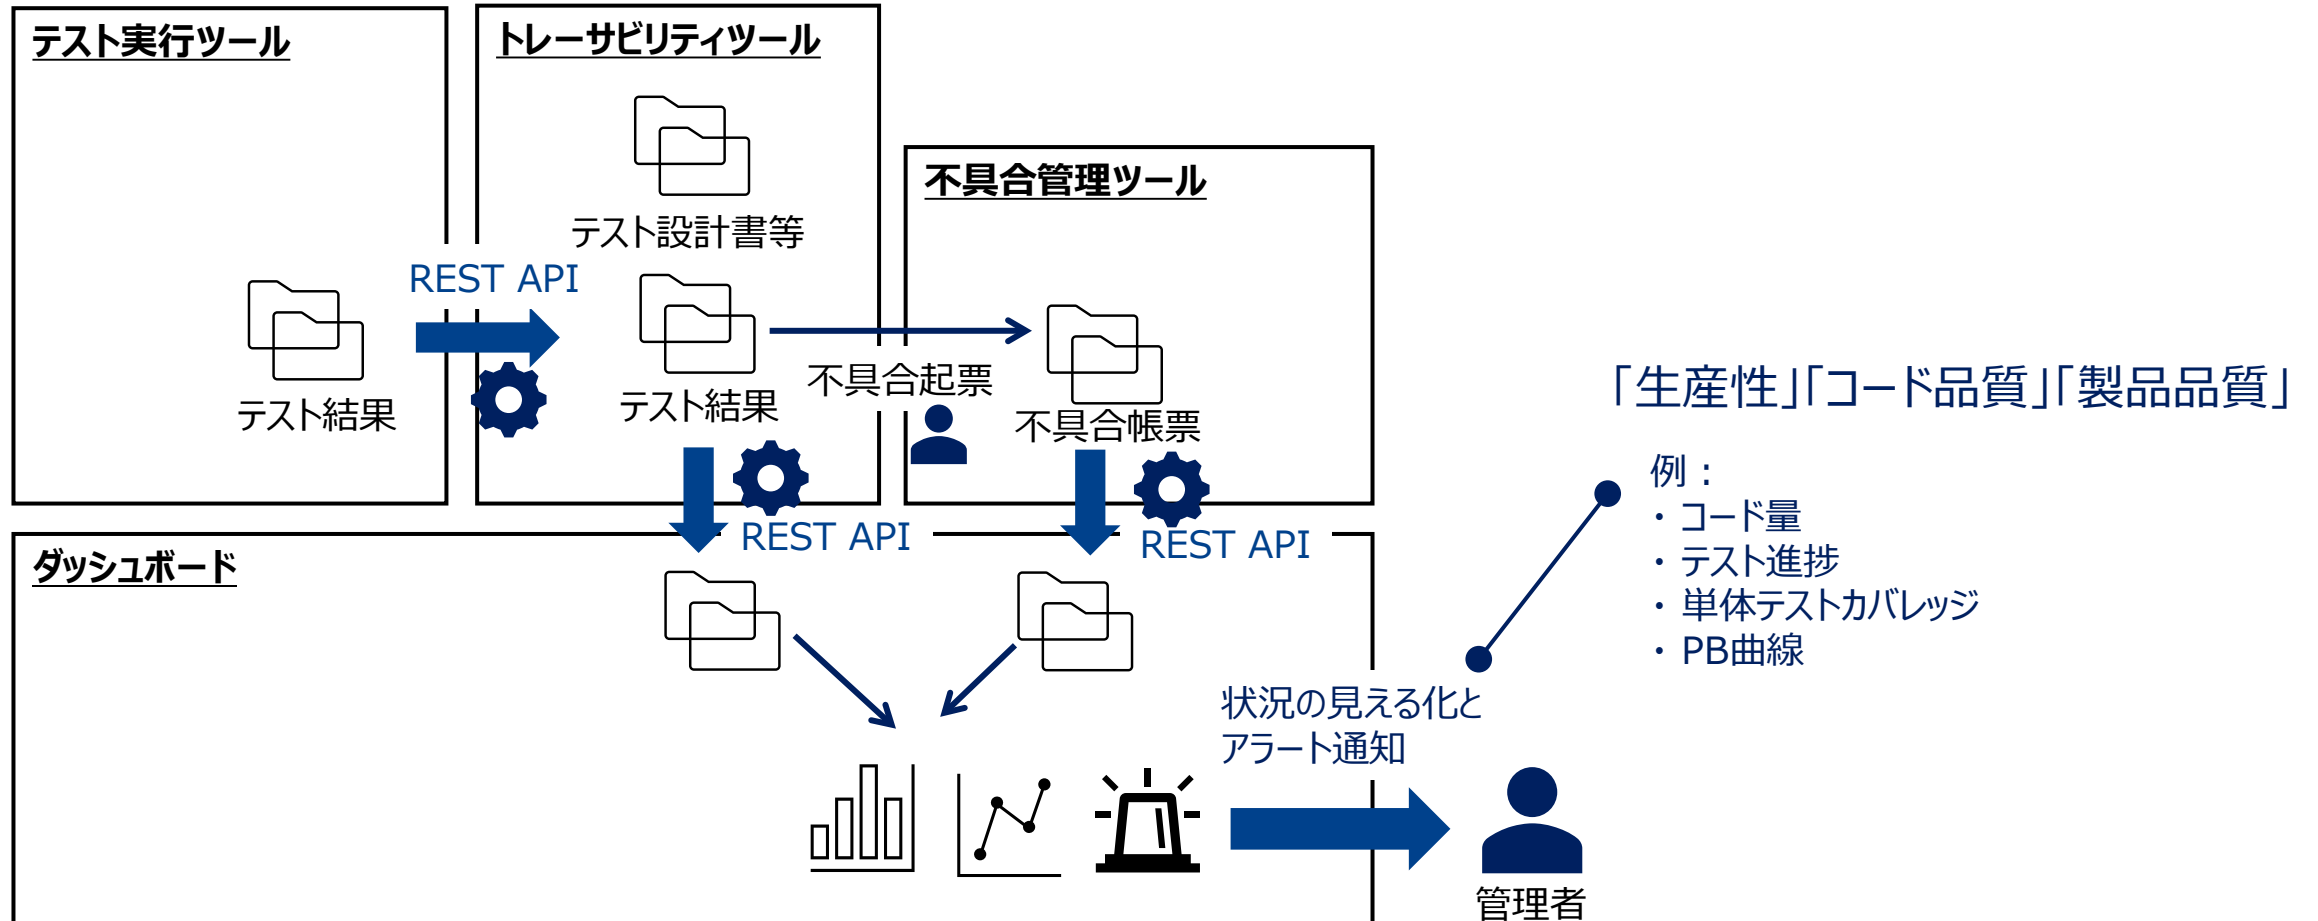 テスト実行ツール
トレーサビリティツール
不具合管理ツール
テスト設計書等
REST API
テスト結果
テスト結果
不具合起票
不具合帳票
REST API
REST API
ダッシュボード
「生産性」「コード品質」「製品品質」
例：
・ コード量
・ テスト進捗
・ 単体テストカバレッジ
・ PB曲線
状況の見える化と
アラート通知
管理者